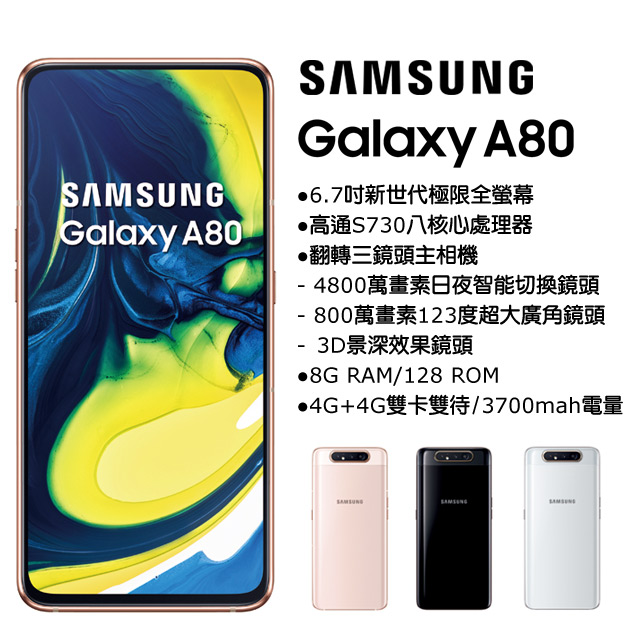 SAMSUNG
Galaxy A80
SAMSUNG
Galaxy A80
●6.7吋新世代極限全螢幕
●高通S730八核心處理器
●翻轉三鏡頭主相機
- 4800萬畫素日夜智能切換鏡頭
- 800萬畫素123度超大廣角鏡頭
- 3D景深效果鏡頭
●8G RAM/128 ROM
●4G+4G雙卡雙待/3700mah電量
SAMSUNG
SAMSUNG
SAMSUNG